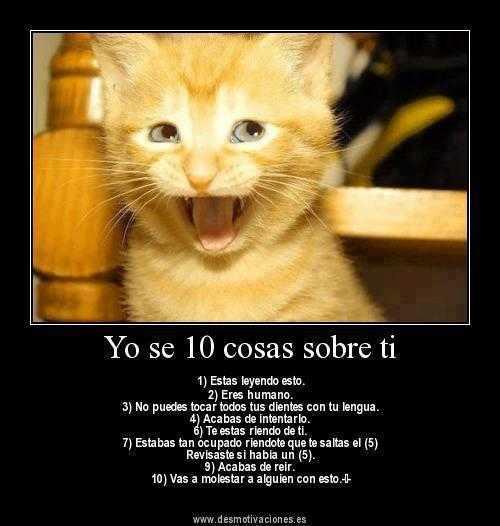 Yo se 10 cosas sobre ti
1) Estas leyendo esto.
2) Eres humano.
3) No puedes tocar todos tus dientes con tu lengua.
4) Acabas de intentarlo.
6) Te estas riendo de ti.
7) Estabas tan ocupado riendote que te saltas el (5)
Revisaste si habia un (5).
9) Acabas de reir.
10) Vas a molestar a alguien con esto.-▯-
www.desmotivaciones.es